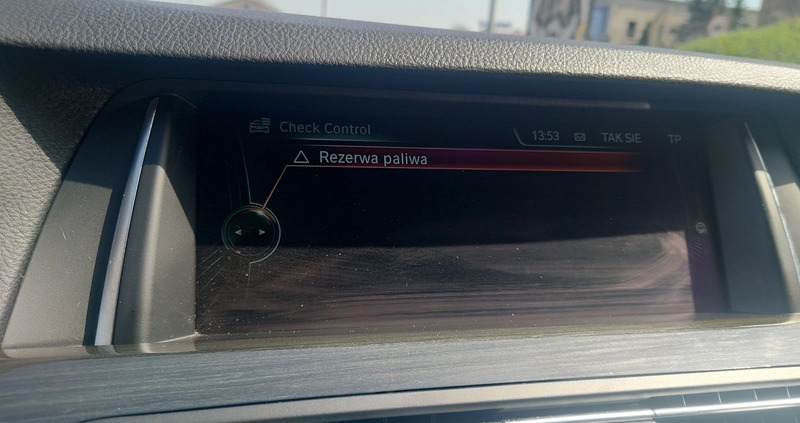 Check Control
13:53 TAK SIE TP
Rezerwa paliwa